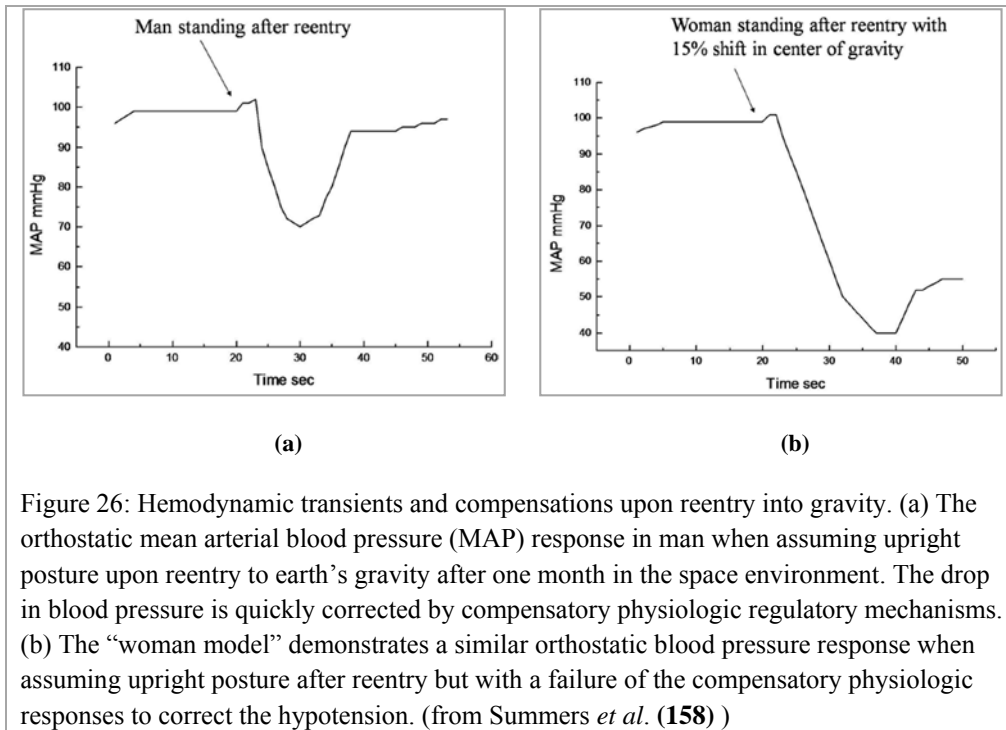 Man standing after reentry
110
100
90
80
70
60
50
40
MAP mmHg
0 10 20 30 40 50 60
Time sec
(a)
Woman standing after reentry with
15% shift in center of gravity
110
100
90
80
70
60
50
40
MAP mmHg
0 10 20 30 40 50
Time sec
(b)
Figure 26: Hemodynamic transients and compensations upon reentry into gravity. (a) The
orthostatic mean arterial blood pressure (MAP) response in man when assuming upright
posture upon reentry to earth’s gravity after one month in the space environment. The drop
in blood pressure is quickly corrected by compensatory physiologic regulatory mechanisms.
(b) The “woman model” demonstrates a similar orthostatic blood pressure response when
assuming upright posture after reentry but with a failure of the compensatory physiologic
responses to correct the hypotension. (from Summers et al. (158) )